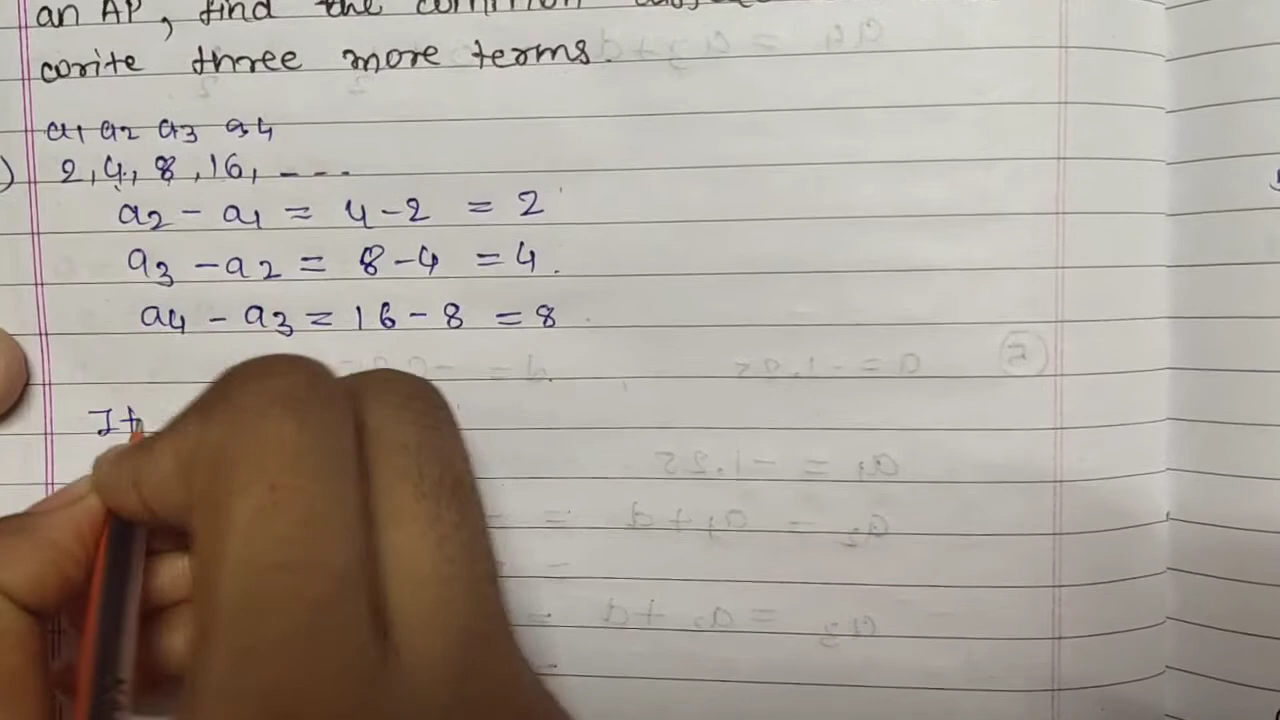 an AP, find the common
write three more terms.
a1 a2 a3 a4
) 2, 4, 8, 16, ---.
a2 - a1 = 4-2 = 2
a3 - a2 = 8-4 = 4.
a4 - a3 = 16-8 = 8
It